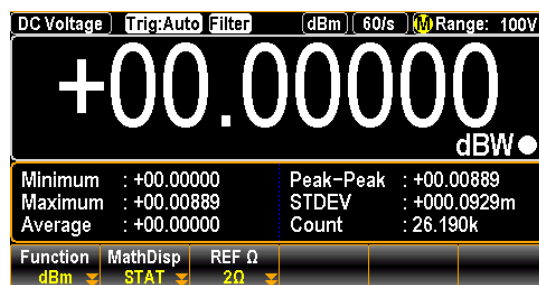 DC Voltage Trig:Auto Filter dBm 60/s M Range: 100V
+00.00000
dBW
Minimum : +00.00000 Peak-Peak : +00.00889
Maximum : +00.00889 STDEV : +000.0929m
Average : +00.00000 Count : 26.190k
Function MathDisp REF Ω
dBm STAT 2Ω